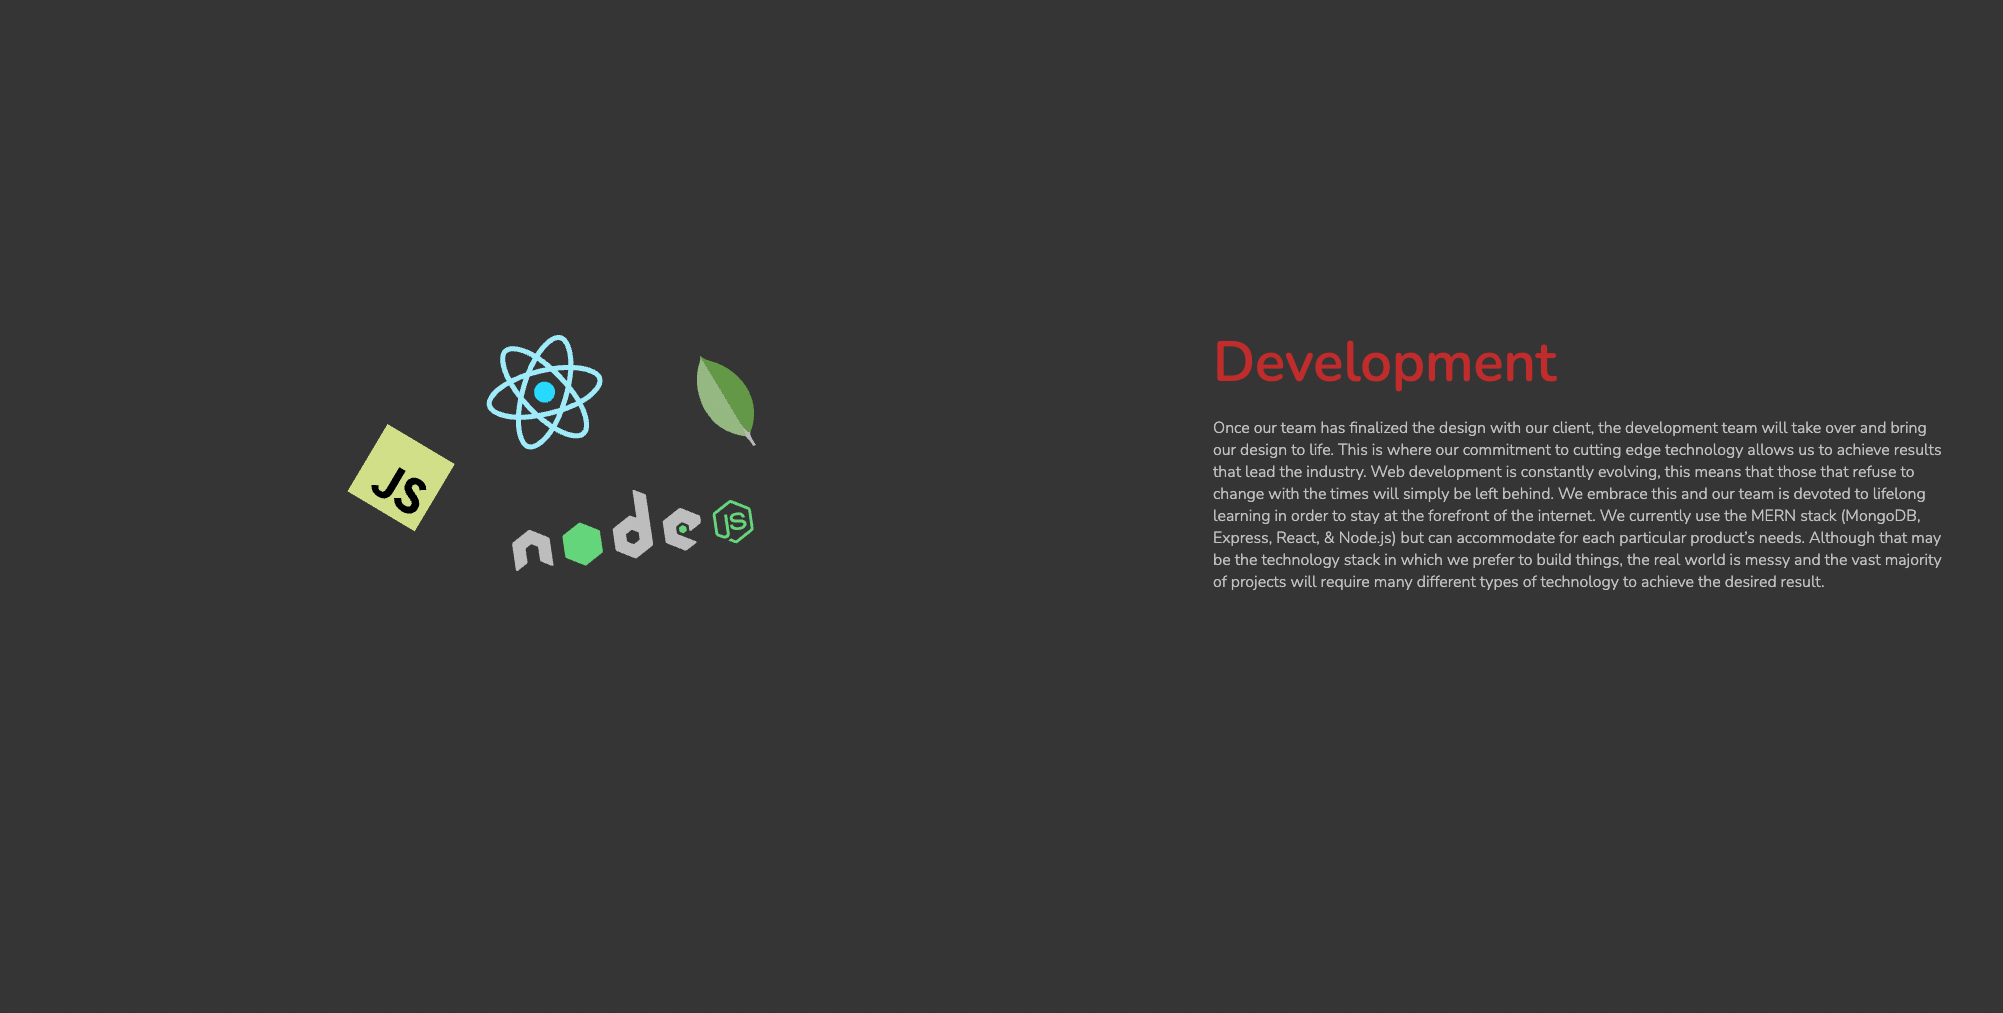 Development
Once our team has finalized the design with our client, the development team will take over and bring
our design to life. This is where our commitment to cutting edge technology allows us to achieve results
that lead the industry. Web development is constantly evolving, this means that those that refuse to
change with the times will simply be left behind. We embrace this and our team is devoted to lifelong
learning in order to stay at the forefront of the internet. We currently use the MERN stack (MongoDB,
Express, React, & Node.js) but can accommodate for each particular product's needs. Although that may
be the technology stack in which we prefer to build things, the real world is messy and the vast majority
of projects will require many different types of technology to achieve the desired result.
JS
node JS